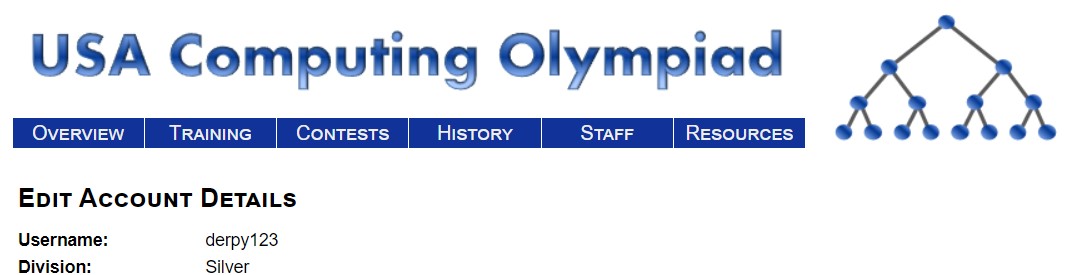 USA Computing Olympiad
Overview Training Contests History Staff Resources
Edit Account Details
Username: derpy123
Division: Silver